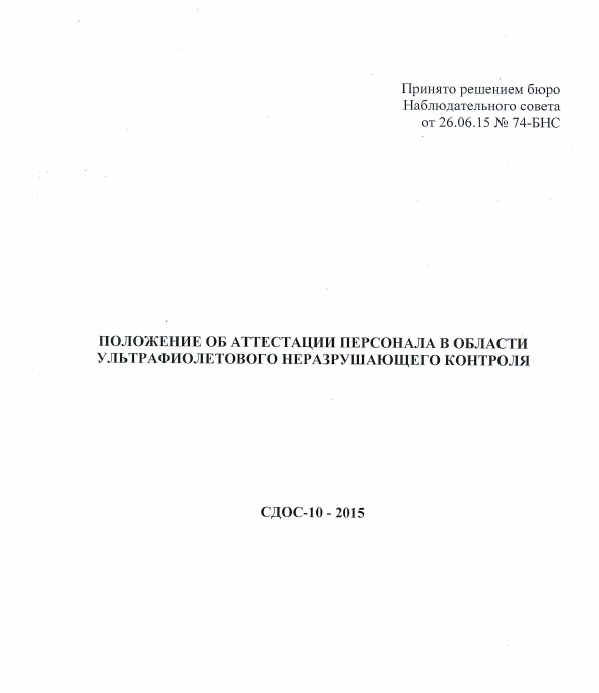 Принято решением бюро
Наблюдательного совета
от 26.06.15 № 74-БНС
ПОЛОЖЕНИЕ ОБ АТТЕСТАЦИИ ПЕРСОНАЛА В ОБЛАСТИ
УЛЬТРАФИОЛЕТОВОГО НЕРАЗРУШАЮЩЕГО КОНТРОЛЯ
СДОС-10 - 2015